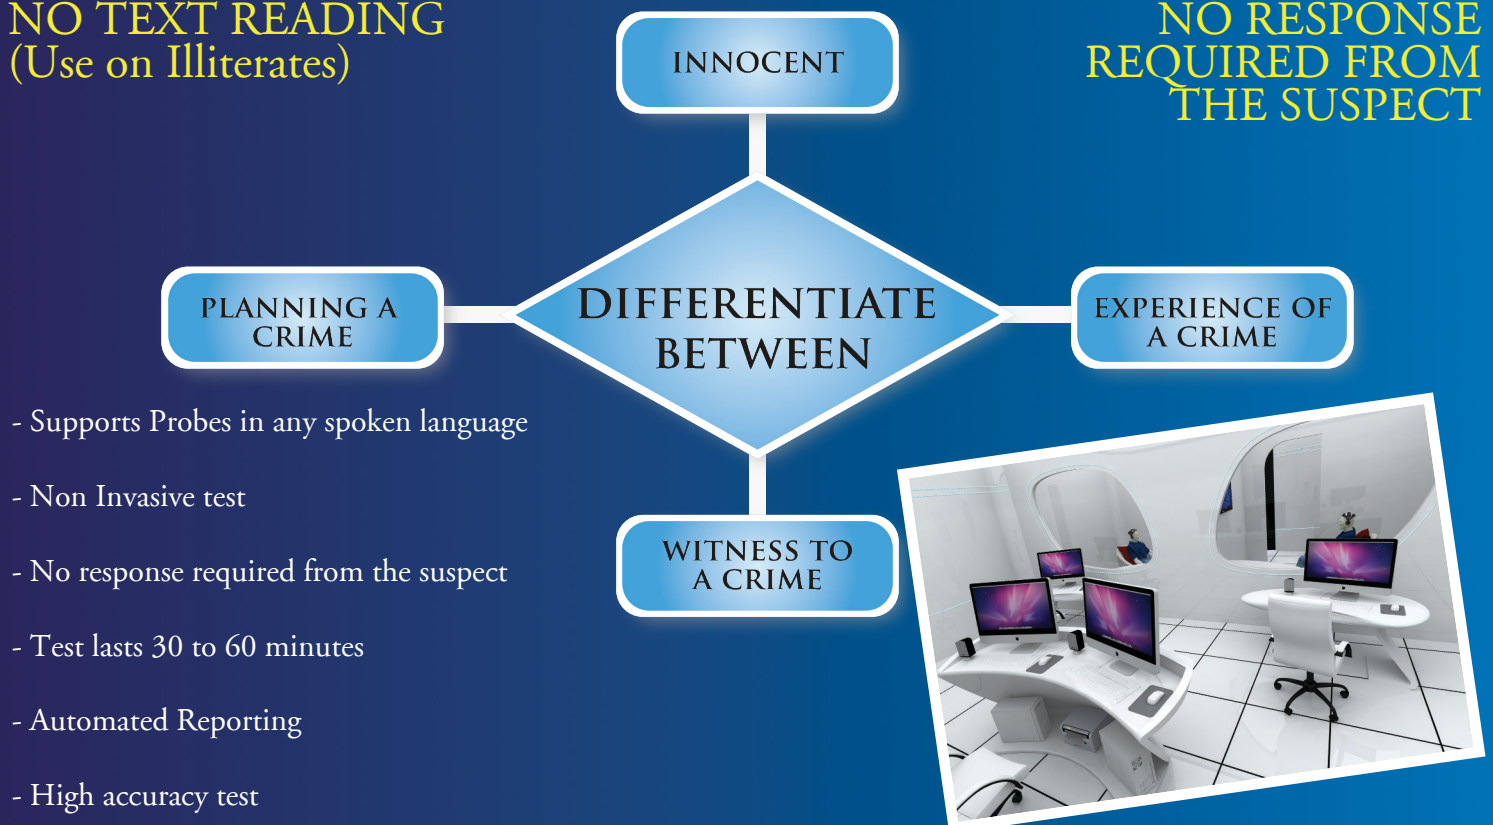 NO TEXT READING
(Use on Illiterates)
NO RESPONSE
REQUIRED FROM
THE SUSPECT
INNOCENT
DIFFERENTIATE
BETWEEN
PLANNING A
CRIME
EXPERIENCE OF
A CRIME
WITNESS TO
A CRIME
- Supports Probes in any spoken language
- Non Invasive test
- No response required from the suspect
- Test lasts 30 to 60 minutes
- Automated Reporting
- High accuracy test